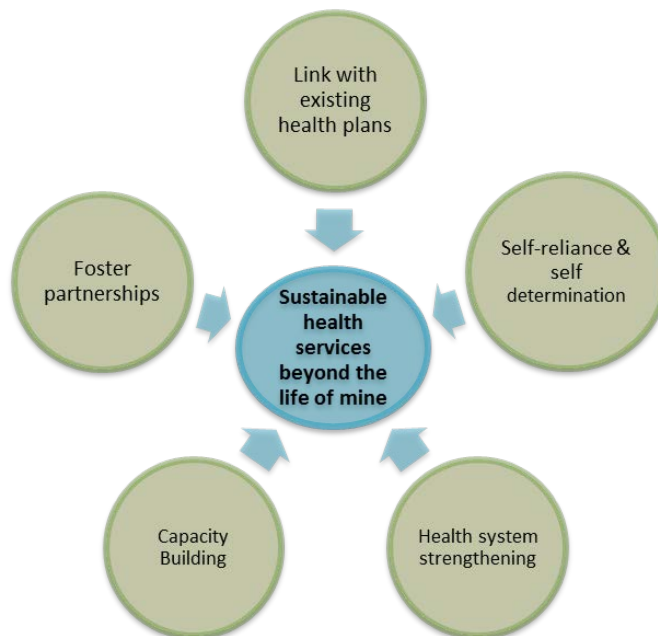 Link with
existing
health plans
Self-reliance &
self
determination
Foster
partnerships
Sustainable
health
services
beyond the
life of mine
Capacity
Building
Health system
strengthening